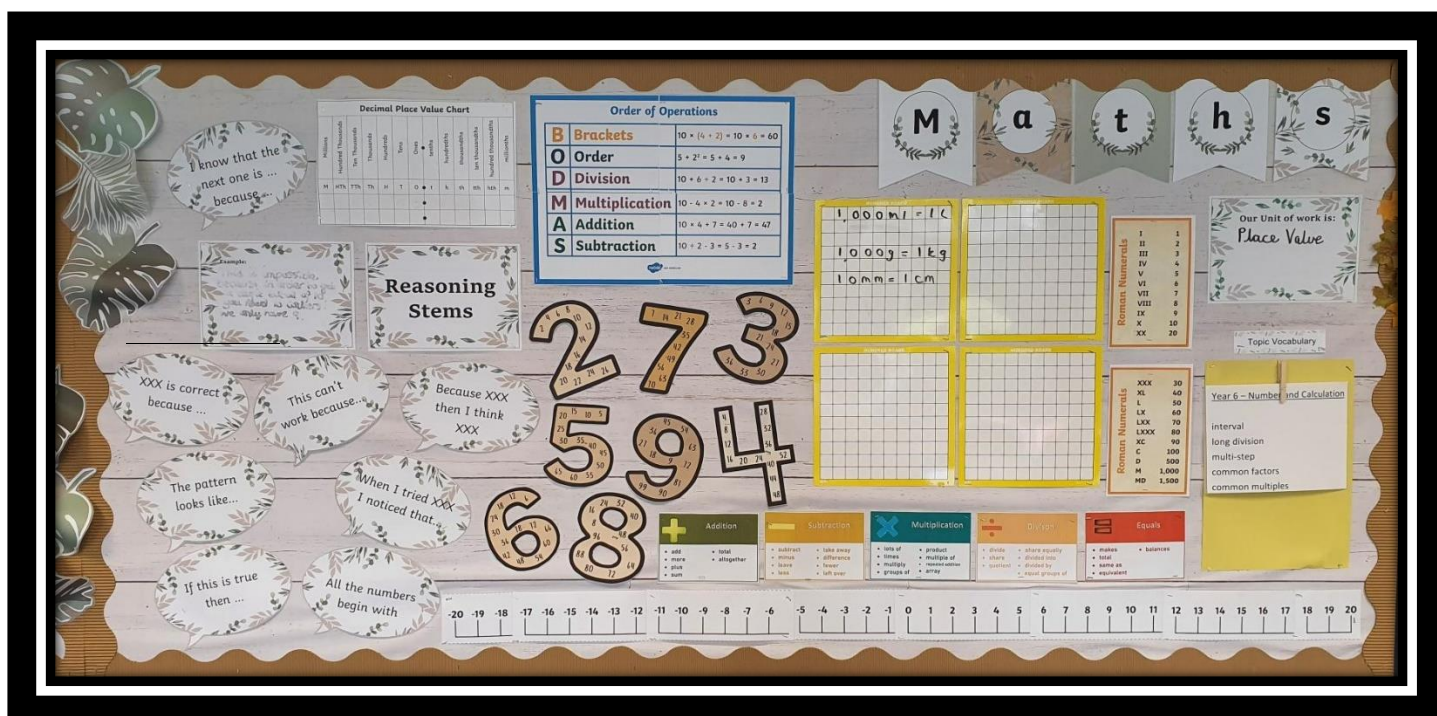 I know that the
next one is ...
because...
Decimal Place Value Chart
Millions
Hundred Thousands
Ten Thousands
Thousands
Hundreds
Tens
Ones
tenths
hundredths
thousandths
ten thousandths
hundred thousandths
millionths
M HTh TTh Th H T O t h th
Order of Operations
B Brackets 10 × (4 + 2) = 10 × 6 = 60
O Order 5 + 2² = 5 + 4 = 9
D Division 10 + 6 ÷ 2 = 10 + 3 = 13
M Multiplication 10 - 4 × 2 = 10 - 8 = 2
A Addition 10 × 4 + 7 = 40 + 7 = 47
S Subtraction 10 ÷ 2 - 3 = 5 - 3 = 2
M a t h s
Example:
Reasoning
Stems
1,000ml = 1L
1,000g = 1kg
10mm = 1cm
Roman Numerals
I 1
II 2
III 3
IV 4
V 5
VI 6
VII 7
VIII 8
IX 9
X 10
XX 20
Our Unit of work is:
Place Value
Topic Vocabulary
XXX is correct
because ...
This can't
work because...
Because XXX
then I think
XXX
2 7 3
5 9 4
6 8
Roman Numerals
XXX 30
XL 40
L 50
LX 60
LXX 70
LXXX 80
XC 90
C 100
D 500
M 1,000
MD 1,500
Year 6 – Number and Calculation
interval
long division
multi-step
common factors
common multiples
The pattern
looks like...
When I tried XXX
I noticed that...
If this is true
then ...
All the numbers
begin with
Addition
add
more
plus
sum
total
altogether
Subtraction
subtract
minus
leave
less
take away
difference
fewer
left over
Multiplication
lots of
times
multiply
groups of
product
multiple of
repeated addition
array
Division
divide
share
quotient
share equally
divided into
divided by
equal groups of
Equals
makes
total
same as
equivalent
balances
-20 -19 -18 -17 -16 -15 -14 -13 -12 -11 -10 -9 -8 -7 -6 -5 -4 -3 -2 -1 0 1 2 3 4 5 6 7 8 9 10 11 12 13 14 15 16 17 18 19 20